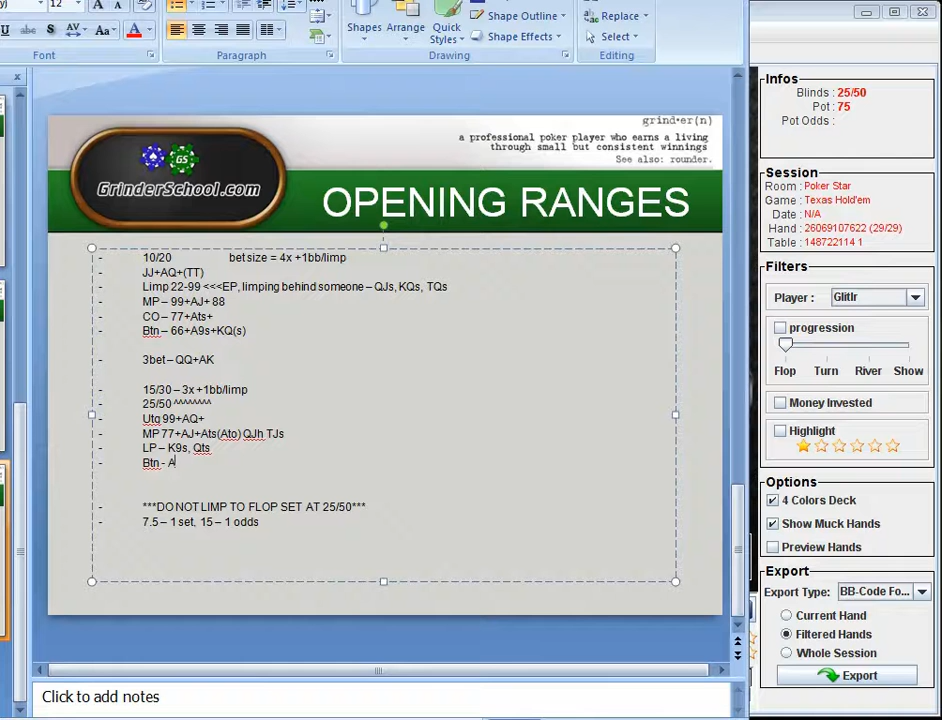 12
U abc S AV Aa A
Font
Paragraph
Shapes Arrange Quick Styles
Shape Outline
Shape Effects
Drawing
Replace
Select
Editing
grind•er(n)
a professional poker player who earns a living
through small but consistent winnings
See also: rounder.
GS
GrinderSchool.com
OPENING RANGES
- 10/20 bet size = 4x +1bb/limp
- JJ+AQ+(TT)
- Limp 22-99 <<<EP, limping behind someone – QJs, KQs, TQs
- MP – 99+AJ+ 88
- CO – 77+Ats+
- Btn – 66+A9s+KQ(s)
- 3bet – QQ+AK
- 15/30 – 3x +1bb/limp
- 25/50 ^^^^^^^^
- Utg 99+AQ+
- MP 77+AJ+Ats(Ato) QJh TJs
- LP – K9s, Qts
- Btn - A
- ***DO NOT LIMP TO FLOP SET AT 25/50***
- 7.5 – 1 set, 15 – 1 odds
Click to add notes
Infos
Blinds : 25/50
Pot : 75
Pot Odds :
Session
Room : Poker Star
Game : Texas Hold'em
Date : N/A
Hand : 26069107622 (29/29)
Table : 148722114 1
Filters
Player : Glitlr
progression
Flop Turn River Show
Money Invested
Highlight
Options
4 Colors Deck
Show Muck Hands
Preview Hands
Export
Export Type: BB-Code Fo...
Current Hand
Filtered Hands
Whole Session
Export